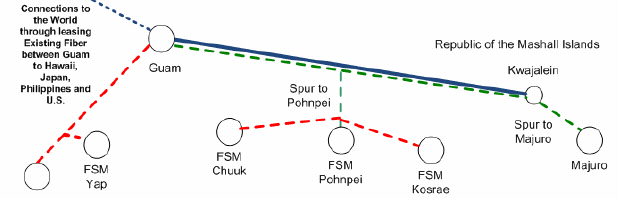 Connections to
the World
through leasing
Existing Fiber
between Guam
to Hawaii,
Japan,
Philippines and
U.S.
Guam
Republic of the Mashall Islands
Kwajalein
Spur to
Pohnpei
Spur to
Majuro
Majuro
FSM
Yap
FSM
Chuuk
FSM
Pohnpei
FSM
Kosrae